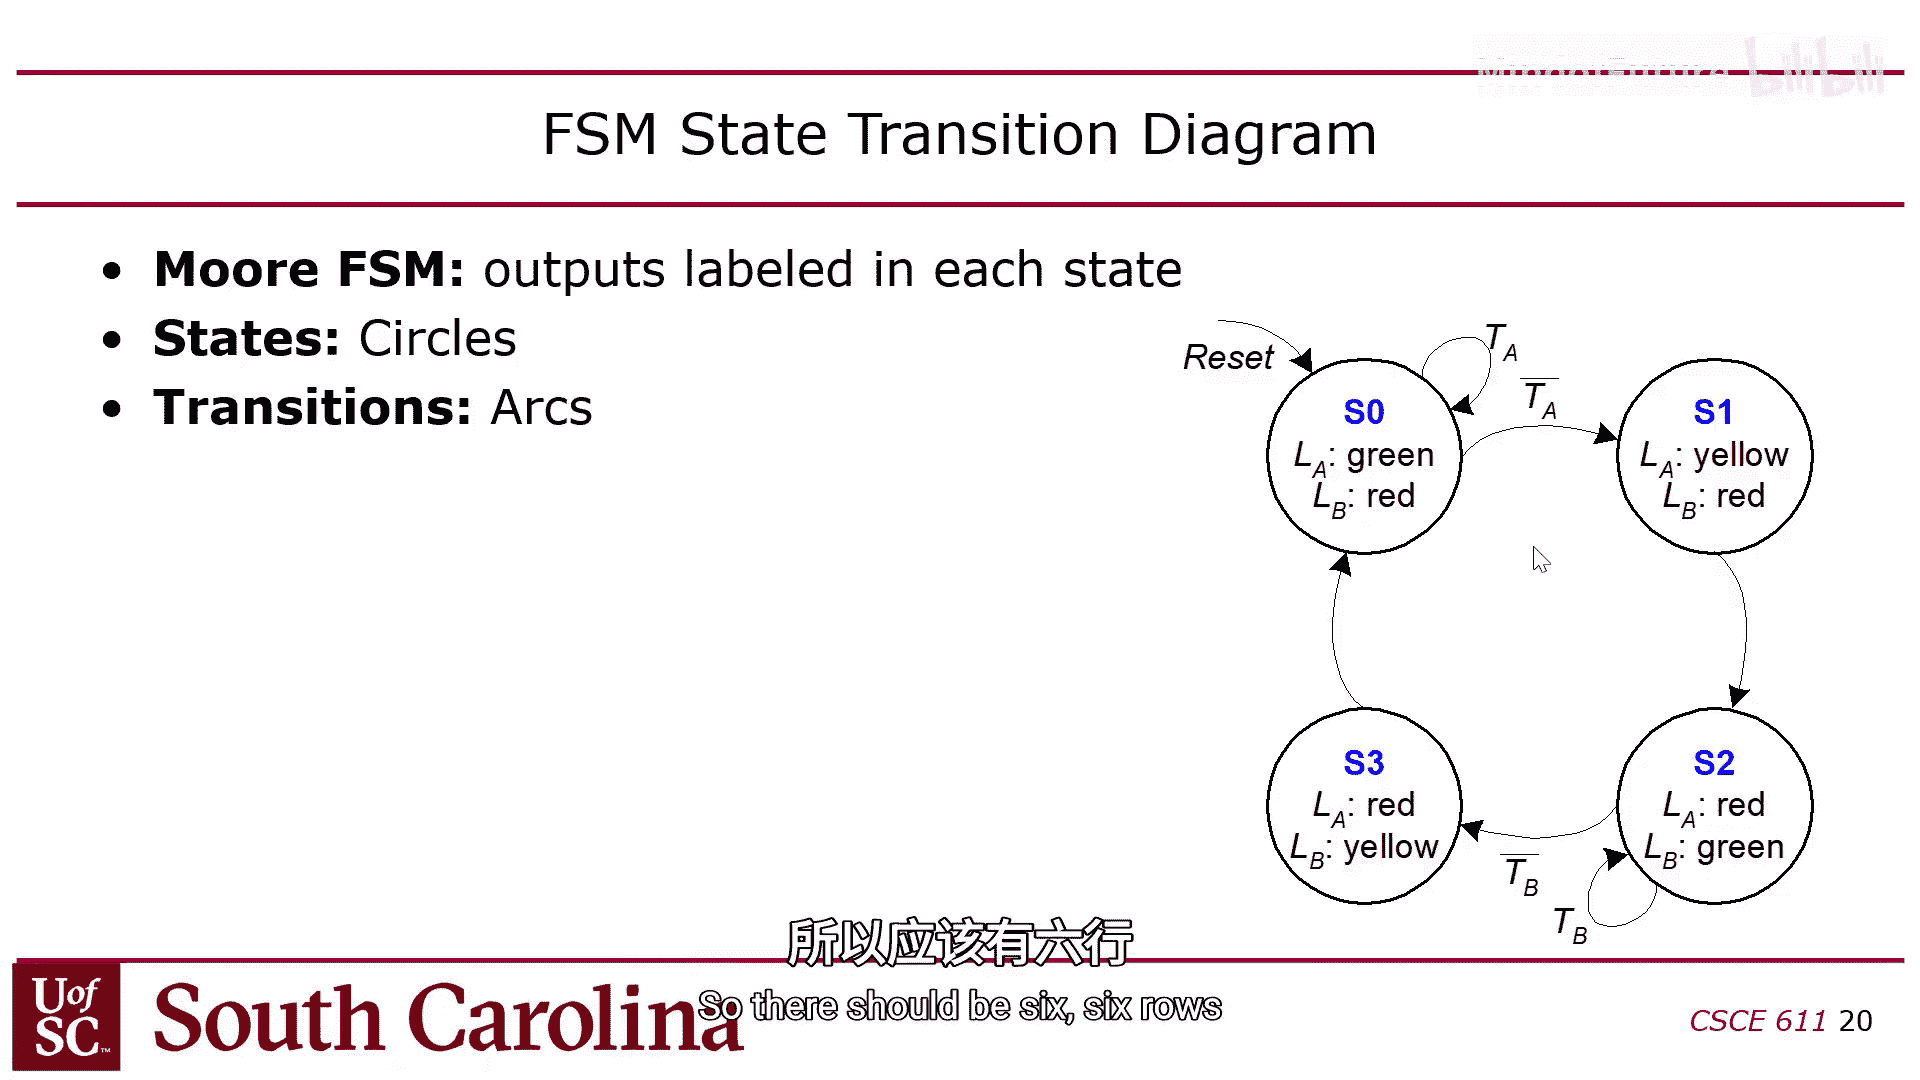 FSM State Transition Diagram
• Moore FSM: outputs labeled in each state
• States: Circles
• Transitions: Arcs
Reset
T_A
T̅_A
S0
L_A: green
L_B: red
S1
L_A: yellow
L_B: red
S3
L_A: red
L_B: yellow
S2
L_A: red
L_B: green
T̅_B
T_B
所以应该有六行
So there should be six, six rows
UofSC™
South Carolina
CSCE 611 20
bilibili